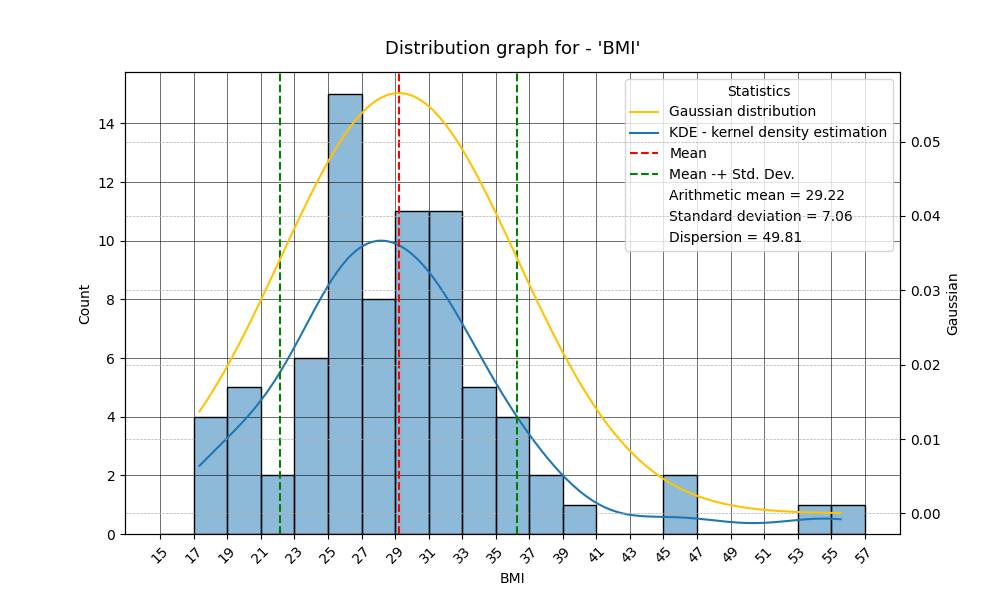 Distribution graph for - 'BMI'
Statistics
Gaussian distribution
KDE - kernel density estimation
Mean
Mean -+ Std. Dev.
Arithmetic mean = 29.22
Standard deviation = 7.06
Dispersion = 49.81
Count
14
12
10
8
6
4
2
0
Gaussian
0.05
0.04
0.03
0.02
0.01
0.00
15 17 19 21 23 25 27 29 31 33 35 37 39 41 43 45 47 49 51 53 55 57
BMI